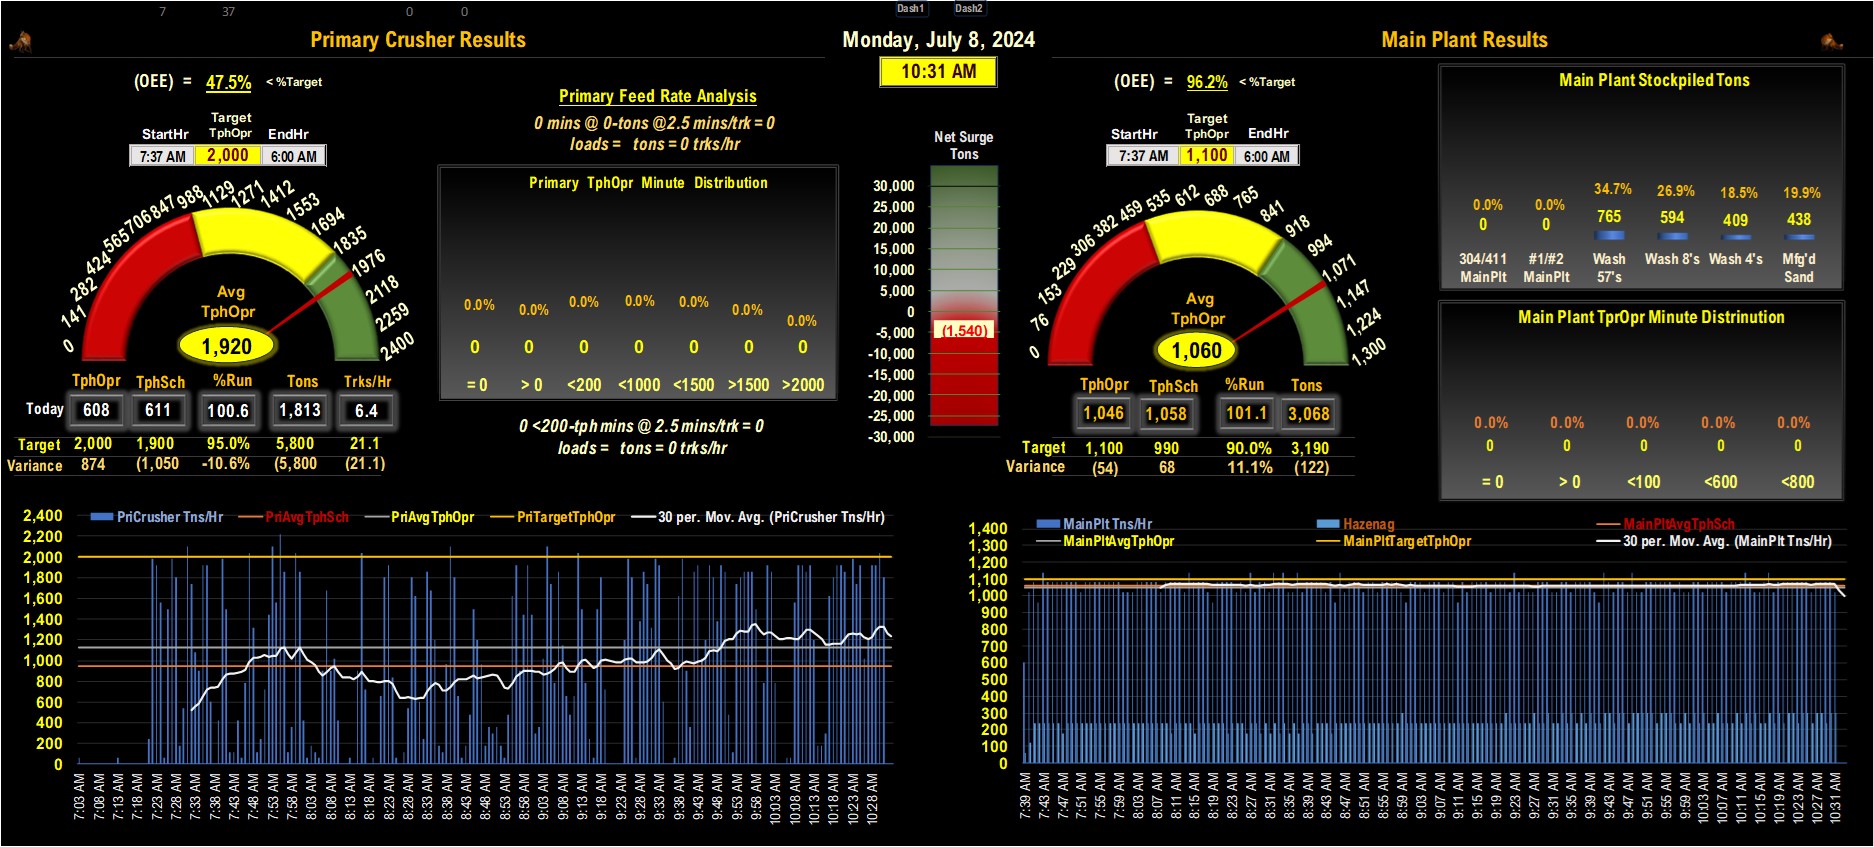 7 37 0 0 Dash1 Dash2
Primary Crusher Results
Monday, July 8, 2024
10:31 AM
Main Plant Results
(OEE) = 47.5% < %Target
Target
StartHr TphOpr EndHr
7:37 AM 2,000 6:00 AM
0 141 282 424 565 706 847 988 1129 1271 1412 1553 1694 1835 1976 2118 2259 2400
Avg
TphOpr
1,920
TphOpr TphSch %Run Tons Trks/Hr
Today 608 611 100.6 1,813 6.4
Target 2,000 1,900 95.0% 5,800 21.1
Variance 874 (1,050 -10.6% (5,800 (21.1)
Primary Feed Rate Analysis
0 mins @ 0-tons @2.5 mins/trk = 0
loads = tons = 0 trks/hr
Primary TphOpr Minute Distribution
0.0% 0.0% 0.0% 0.0% 0.0% 0.0% 0.0%
0 0 0 0 0 0 0
= 0 > 0 <200 <1000 <1500 >1500 >2000
0 <200-tph mins @ 2.5 mins/trk = 0
loads = tons = 0 trks/hr
Net Surge
Tons
30,000
25,000
20,000
15,000
10,000
5,000
0
-5,000
(1,540)
-10,000
-15,000
-20,000
-25,000
-30,000
(OEE) = 96.2% < %Target
Target
StartHr TphOpr EndHr
7:37 AM 1,100 6:00 AM
0 76 153 229 306 382 459 535 612 688 765 841 918 994 1,071 1,147 1,224 1,300
Avg
TphOpr
1,060
TphOpr TphSch %Run Tons
1,046 1,058 101.1 3,068
Target 1,100 990 90.0% 3,190
Variance (54) 68 11.1% (122)
Main Plant Stockpiled Tons
0.0% 0.0% 34.7% 26.9% 18.5% 19.9%
0 0 765 594 409 438
304/411 #1/#2 Wash Wash 8's Wash 4's Mfg'd
MainPlt MainPlt 57's Sand
Main Plant TprOpr Minute Distrinution
0.0% 0.0% 0.0% 0.0% 0.0%
0 0 0 0 0
= 0 > 0 <100 <600 <800
PriCrusher Tns/Hr PriAvgTphSch PriAvgTphOpr PriTargetTphOpr 30 per. Mov. Avg. (PriCrusher Tns/Hr)
2,400
2,200
2,000
1,800
1,600
1,400
1,200
1,000
800
600
400
200
0
7:03 AM 7:08 AM 7:13 AM 7:18 AM 7:23 AM 7:28 AM 7:33 AM 7:38 AM 7:43 AM 7:48 AM 7:53 AM 7:58 AM 8:03 AM 8:08 AM 8:13 AM 8:18 AM 8:23 AM 8:28 AM 8:33 AM 8:38 AM 8:43 AM 8:48 AM 8:53 AM 8:58 AM 9:03 AM 9:08 AM 9:13 AM 9:18 AM 9:23 AM 9:28 AM 9:33 AM 9:38 AM 9:43 AM 9:48 AM 9:53 AM 9:58 AM 10:03 AM 10:08 AM 10:13 AM 10:18 AM 10:23 AM 10:28 AM
MainPlt Tns/Hr Hazenag MainPltAvgTphSch
MainPltAvgTphOpr MainPltTargetTphOpr 30 per. Mov. Avg. (MainPlt Tns/Hr)
1,400
1,300
1,200
1,100
1,000
900
800
700
600
500
400
300
200
100
0
7:39 AM 7:43 AM 7:47 AM 7:51 AM 7:55 AM 7:59 AM 8:03 AM 8:07 AM 8:11 AM 8:15 AM 8:19 AM 8:23 AM 8:27 AM 8:31 AM 8:35 AM 8:39 AM 8:43 AM 8:47 AM 8:51 AM 8:55 AM 8:59 AM 9:03 AM 9:07 AM 9:11 AM 9:15 AM 9:19 AM 9:23 AM 9:27 AM 9:31 AM 9:35 AM 9:39 AM 9:43 AM 9:47 AM 9:51 AM 9:55 AM 9:59 AM 10:03 AM 10:07 AM 10:11 AM 10:15 AM 10:19 AM 10:23 AM 10:27 AM 10:31 AM